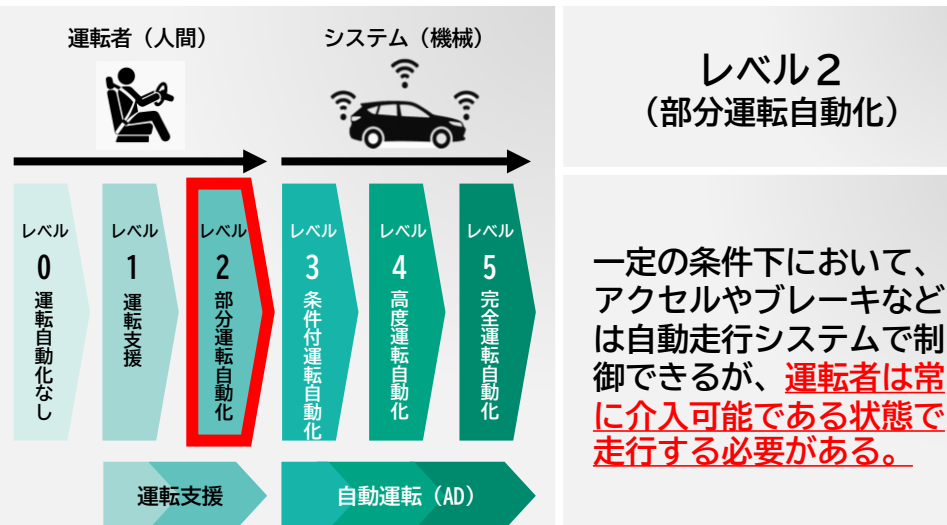 運転者（人間）
システム（機械）
レベル
0
運転自動化なし
レベル
1
運転支援
レベル
2
部分運転自動化
レベル
3
条件付運転自動化
レベル
4
高度運転自動化
レベル
5
完全運転自動化
運転支援
自動運転（AD）
レベル２
（部分運転自動化）
一定の条件下において、
アクセルやブレーキなど
は自動走行システムで制
御できるが、運転者は常
に介入可能である状態で
走行する必要がある。